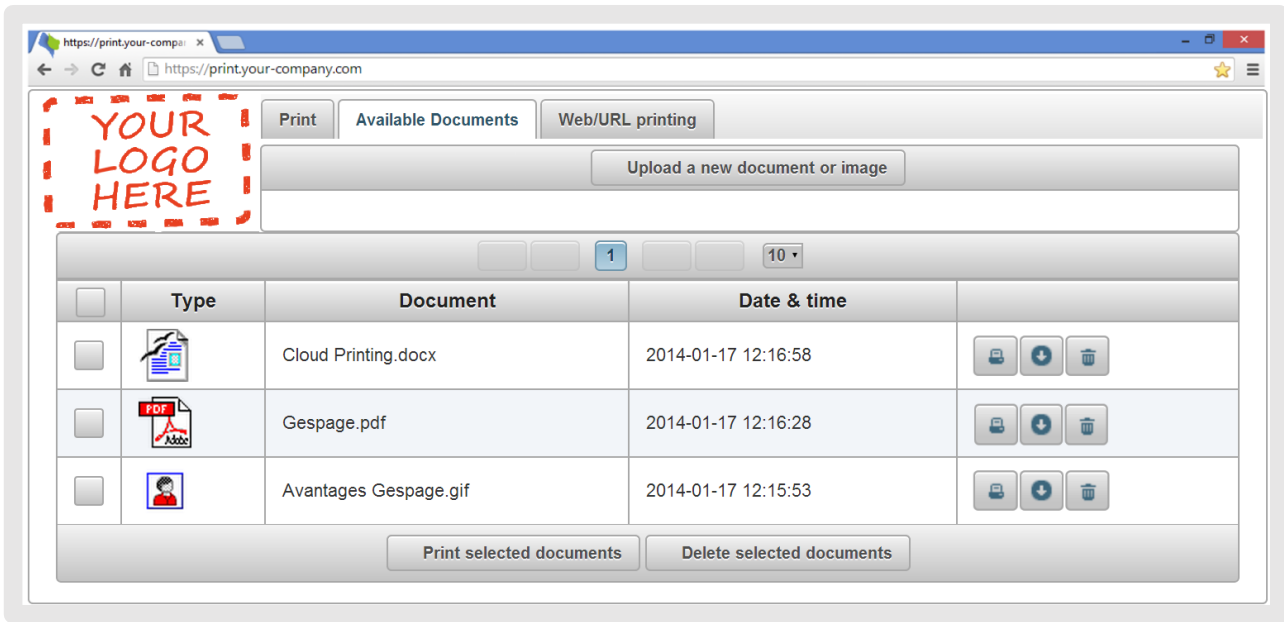 https://print.your-compa
https://print.your-company.com
YOUR
LOGO
HERE
Print
Available Documents
Web/URL printing
Upload a new document or image
1
10
Type Document Date & time
Cloud Printing.docx 2014-01-17 12:16:58
PDF
Adobe
Gespage.pdf 2014-01-17 12:16:28
Avantages Gespage.gif 2014-01-17 12:15:53
Print selected documents
Delete selected documents